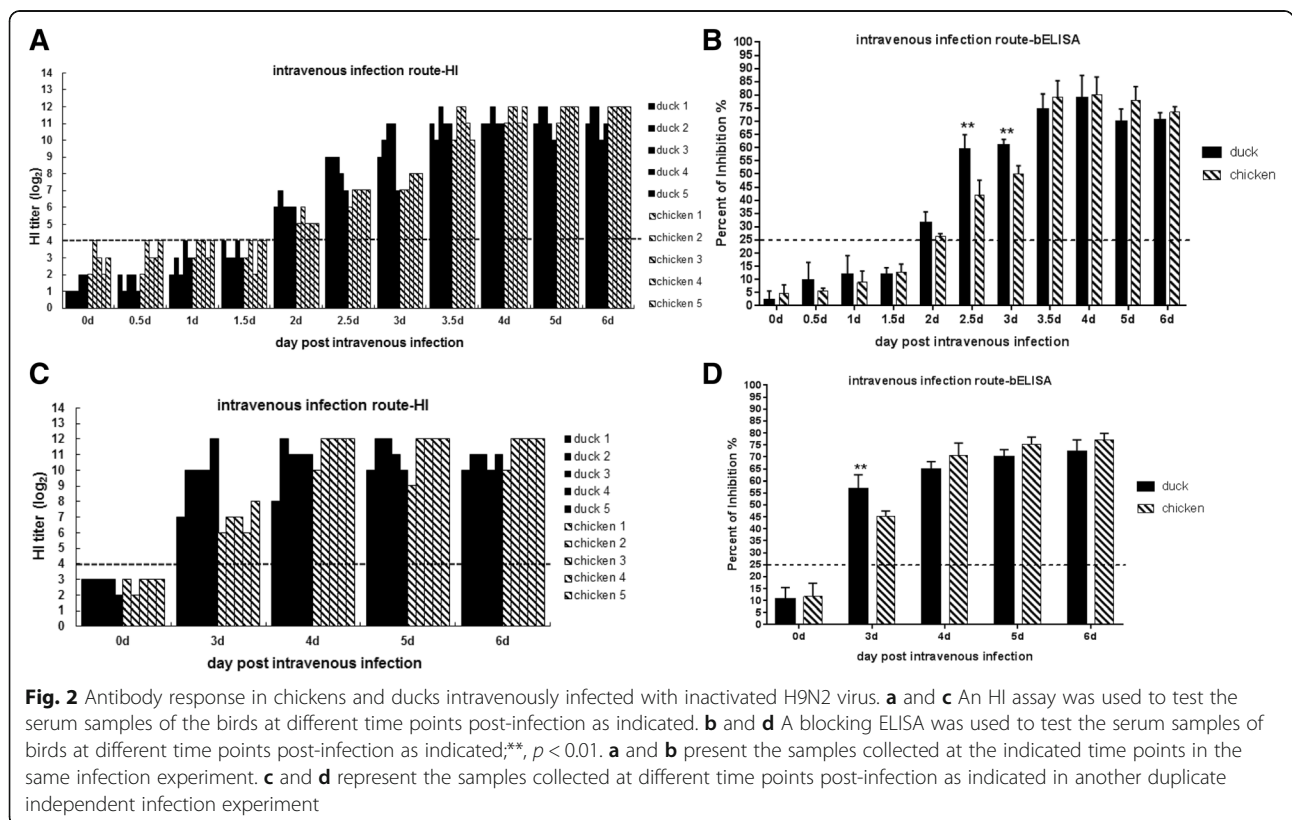 A
intravenous infection route-HI
HI titer (log2)
14
13
12
11
10
9
8
7
6
5
4
3
2
1
0
0d 0.5d 1d 1.5d 2d 2.5d 3d 3.5d 4d 5d 6d
day post intravenous infection
duck 1
duck 2
duck 3
duck 4
duck 5
chicken 1
chicken 2
chicken 3
chicken 4
chicken 5
B
intravenous infection route-bELISA
Percent of Inhibition %
100
95
90
85
80
75
70
65
60
55
50
45
40
35
30
25
20
15
10
5
0
** **
0d 0.5d 1d 1.5d 2d 2.5d 3d 3.5d 4d 5d 6d
day post intravenous infection
duck
chicken
C
intravenous infection route-HI
HI titer (log2)
14
13
12
11
10
9
8
7
6
5
4
3
2
1
0
0d 3d 4d 5d 6d
day post intravenous infection
duck 1
duck 2
duck 3
duck 4
duck 5
chicken 1
chicken 2
chicken 3
chicken 4
chicken 5
D
intravenous infection route-bELISA
Percent of Inhibition %
100
95
90
85
80
75
70
65
60
55
50
45
40
35
30
25
20
15
10
5
0
**
0d 3d 4d 5d 6d
day post intravenous infection
duck
chicken
Fig. 2 Antibody response in chickens and ducks intravenously infected with inactivated H9N2 virus. a and c An HI assay was used to test the
serum samples of the birds at different time points post-infection as indicated. b and d A blocking ELISA was used to test the serum samples of
birds at different time points post-infection as indicated;**, p < 0.01. a and b present the samples collected at the indicated time points in the
same infection experiment. c and d represent the samples collected at different time points post-infection as indicated in another duplicate
independent infection experiment